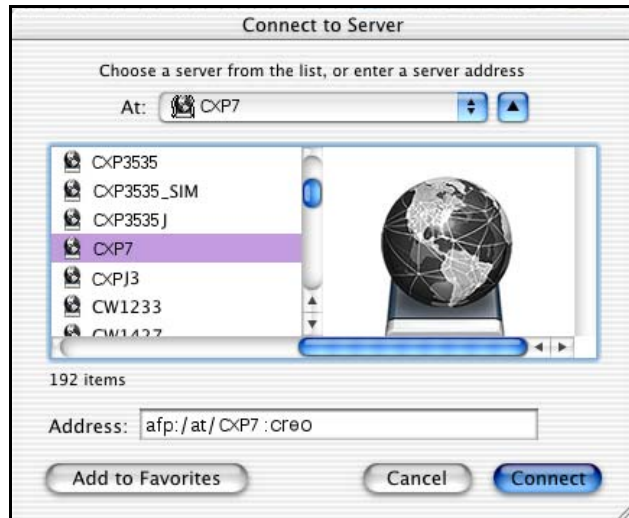 Connect to Server
Choose a server from the list, or enter a server address
At: CXP7
CXP3535
CXP3535_SIM
CXP3535J
CXP7
CXPJ3
CW1233
CW1427
192 items
Address: afp:/at/CXP7:creo
Add to Favorites Cancel Connect